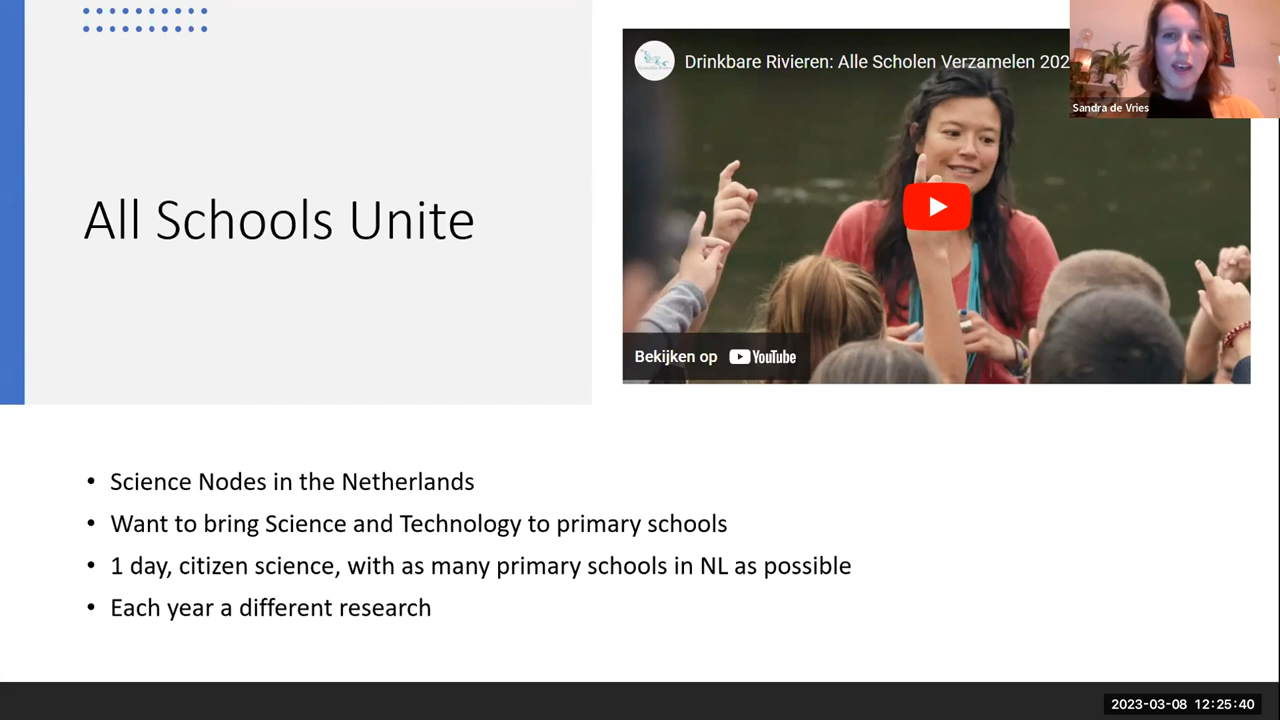 Drinkbare Rivieren: Alle Scholen Verzamelen 202
Sandra de Vries
All Schools Unite
Bekijken op YouTube
• Science Nodes in the Netherlands
• Want to bring Science and Technology to primary schools
• 1 day, citizen science, with as many primary schools in NL as possible
• Each year a different research
2023-03-08 12:25:40